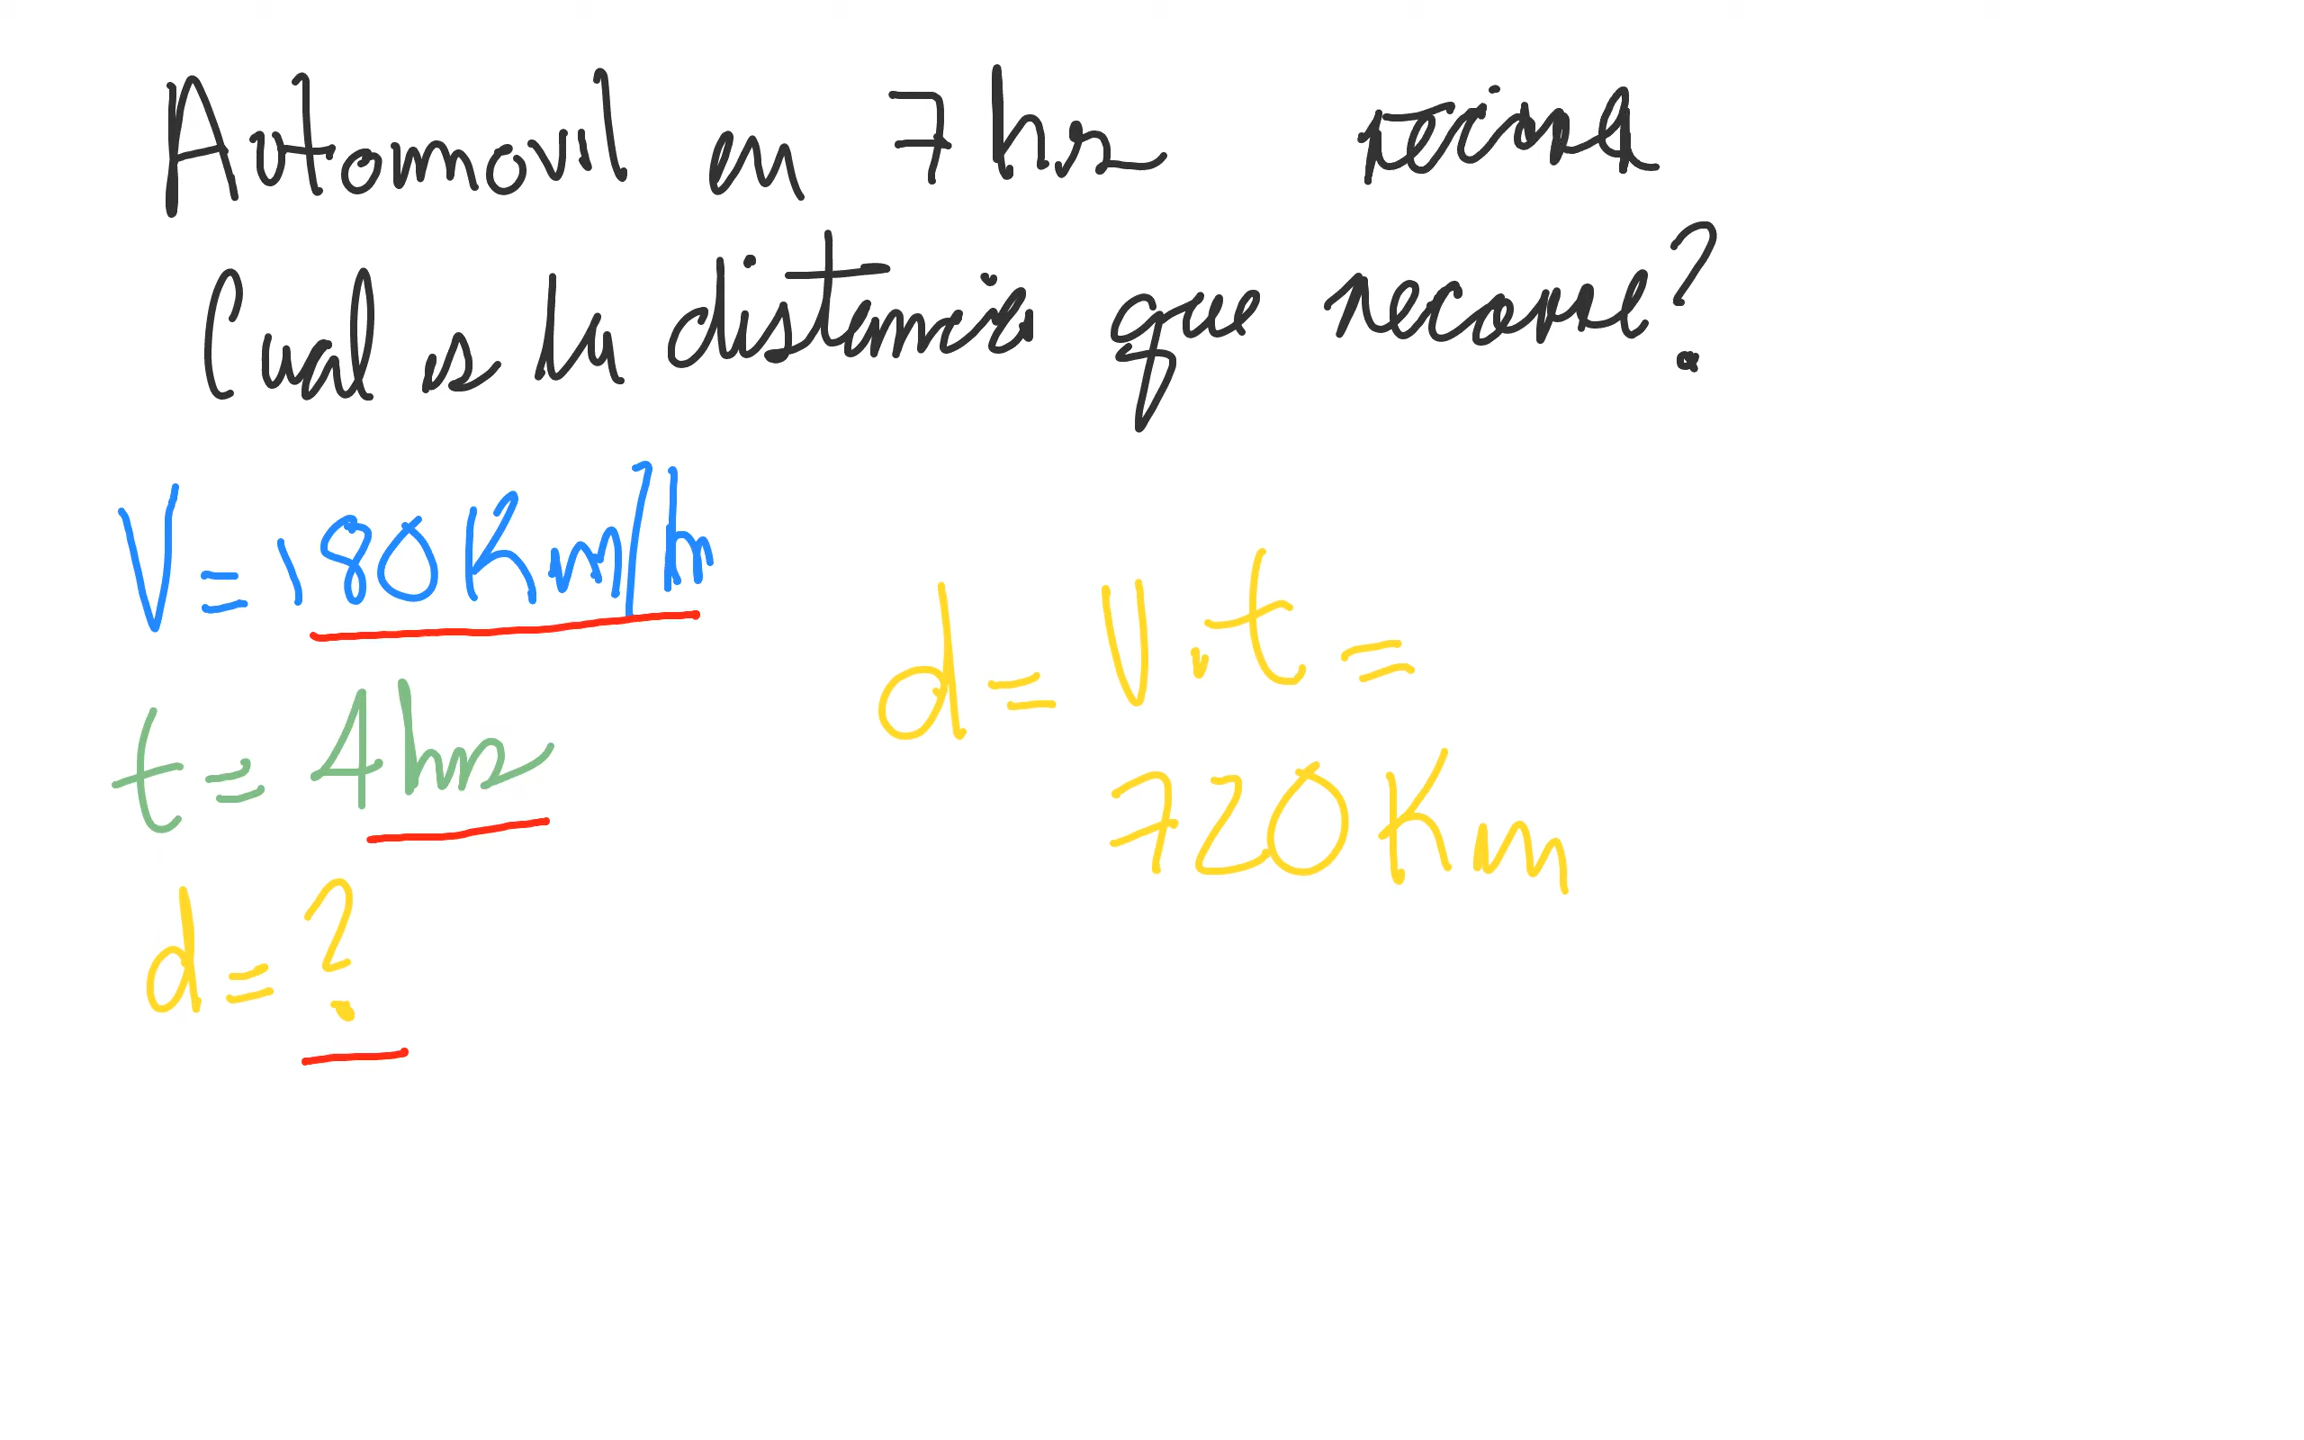 Automovil en 7 hrs
Cual es la distancia que recorre?
V = 180 Km/h
t = 4 hrs
d = ?
d = V . t =
720 Km